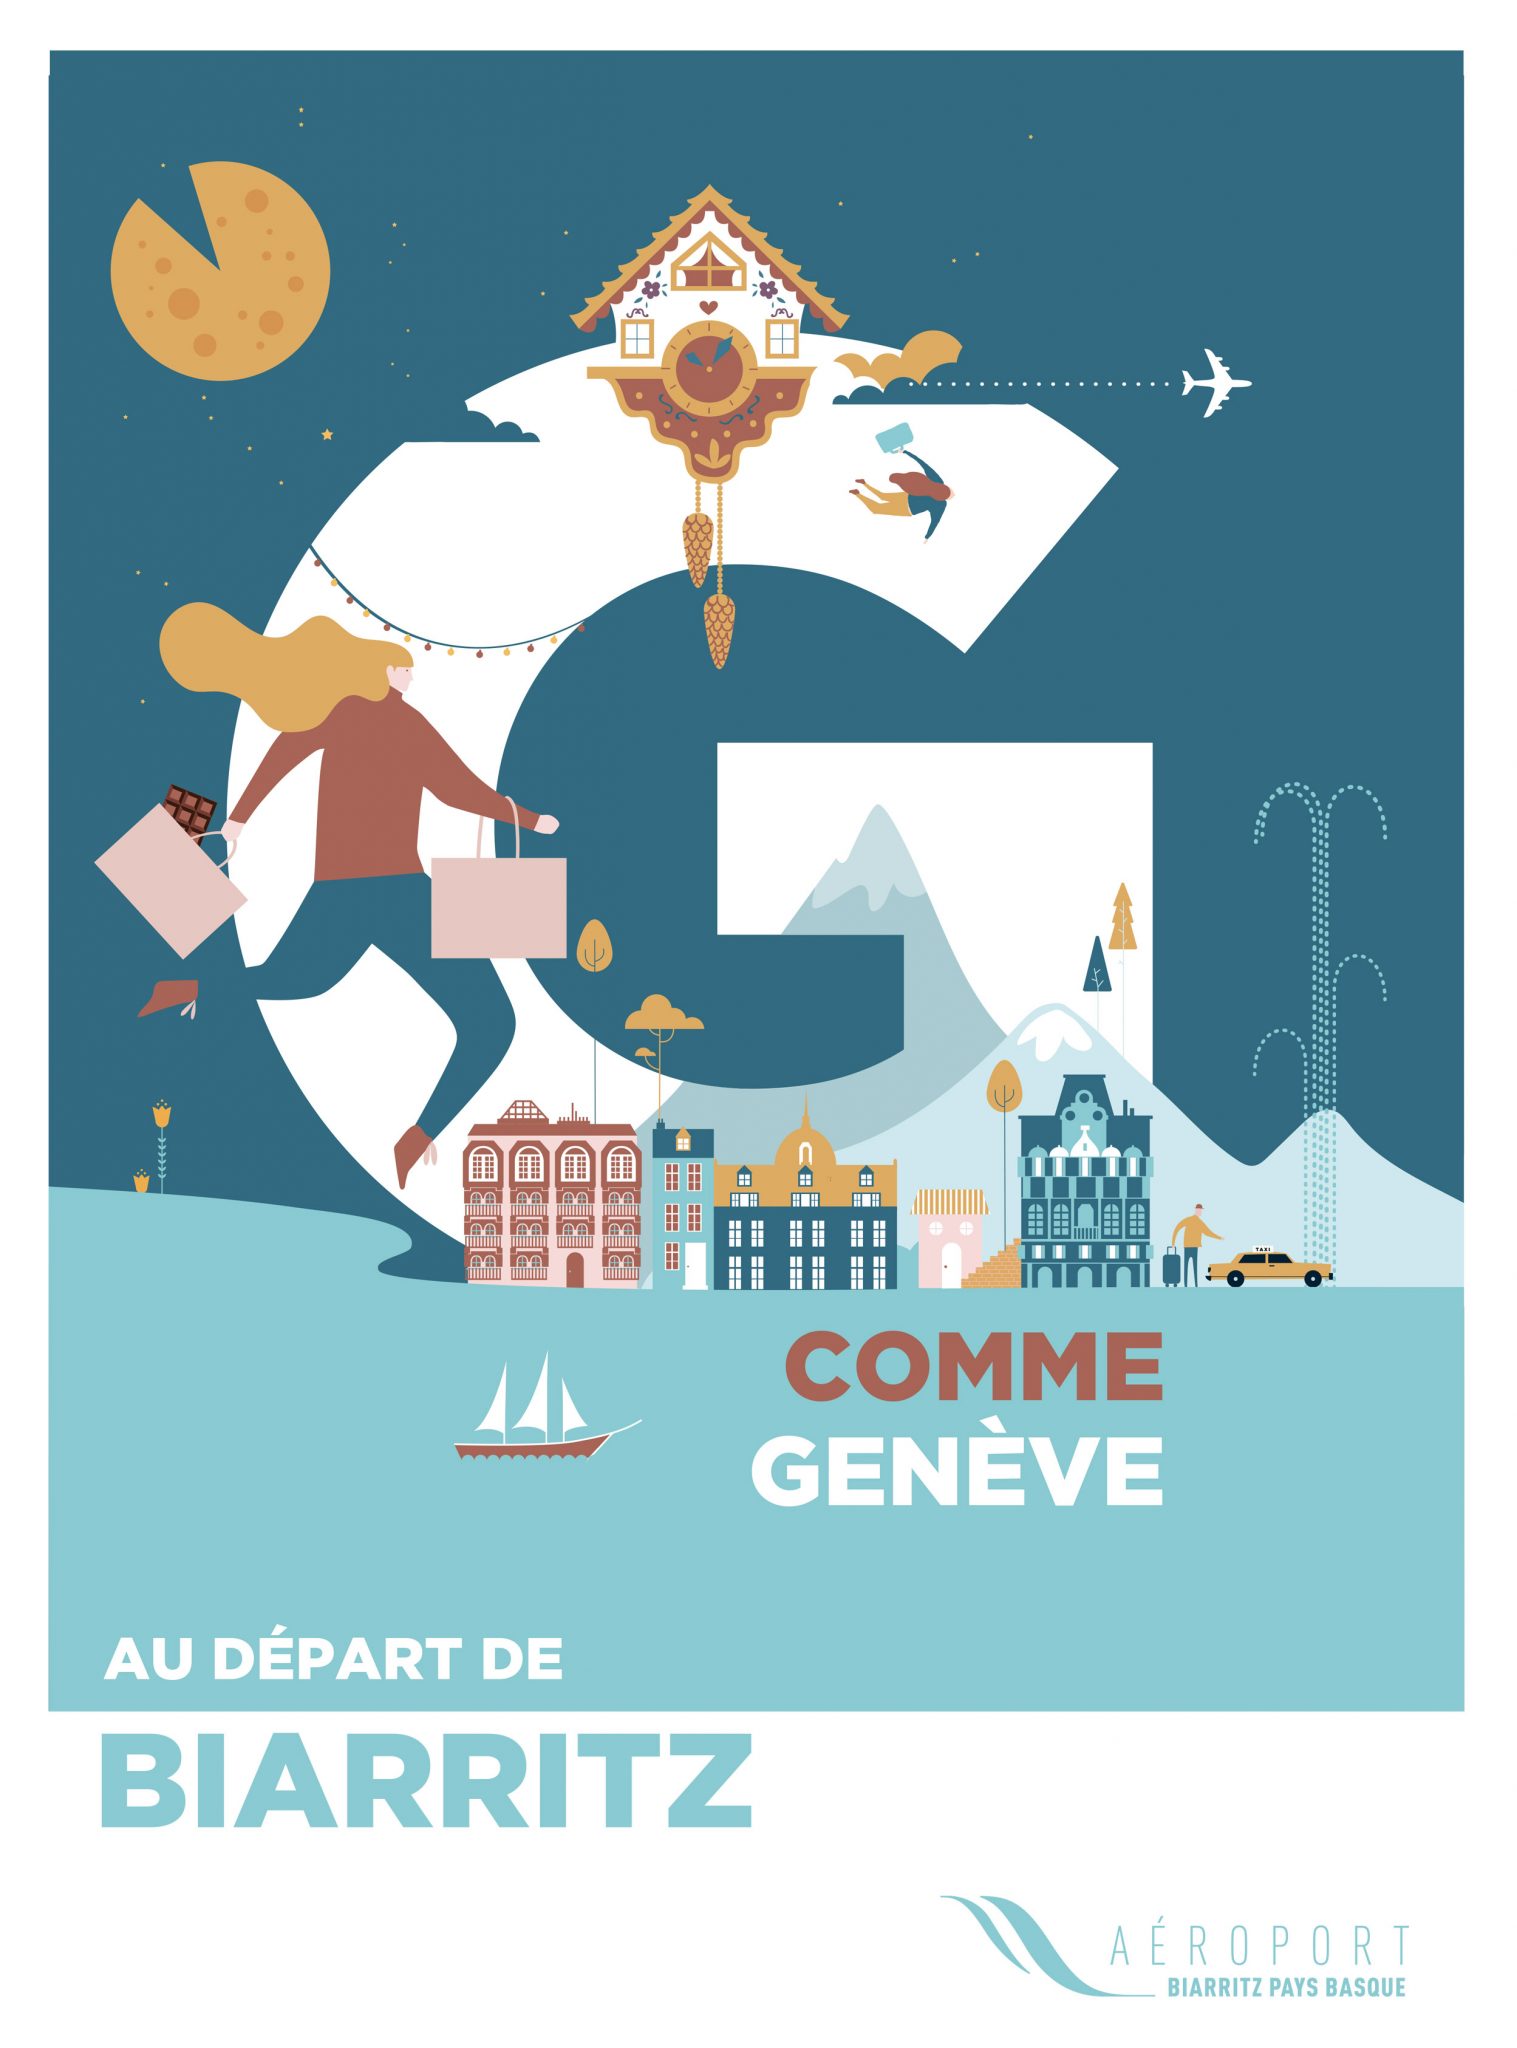 G
TAXI
COMME
GENÈVE
AU DÉPART DE
BIARRITZ
AÉROPORT
BIARRITZ PAYS BASQUE